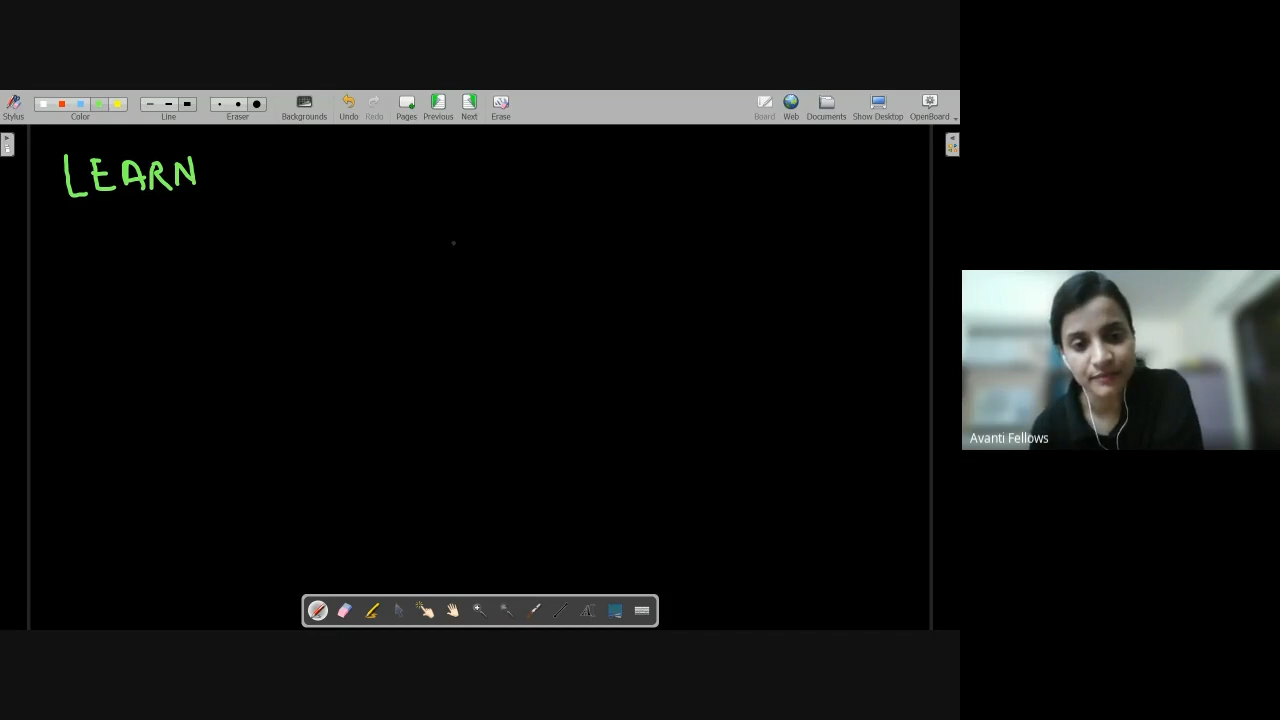 Stylus Color Line Eraser Backgrounds Undo Redo Pages Previous Next Erase Board Web Documents Show Desktop OpenBoard
LEARN
Avanti Fellows